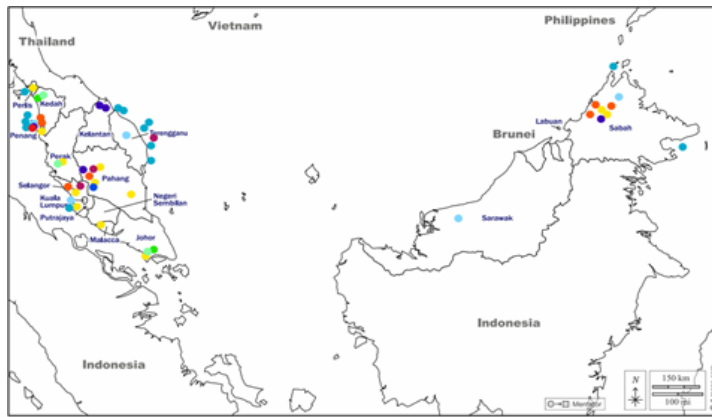 Philippines
Vietnam
Thailand
Perlis
Kedah
Labuan
Penang
Kelantan
Terengganu
Brunei
Sabah
Perak
Pahang
Selangor
Kuala
Lumpur
Negeri
Sembilan
Putrajaya
Sarawak
Malacca
Johor
Indonesia
Indonesia
N
150 km
100 mi